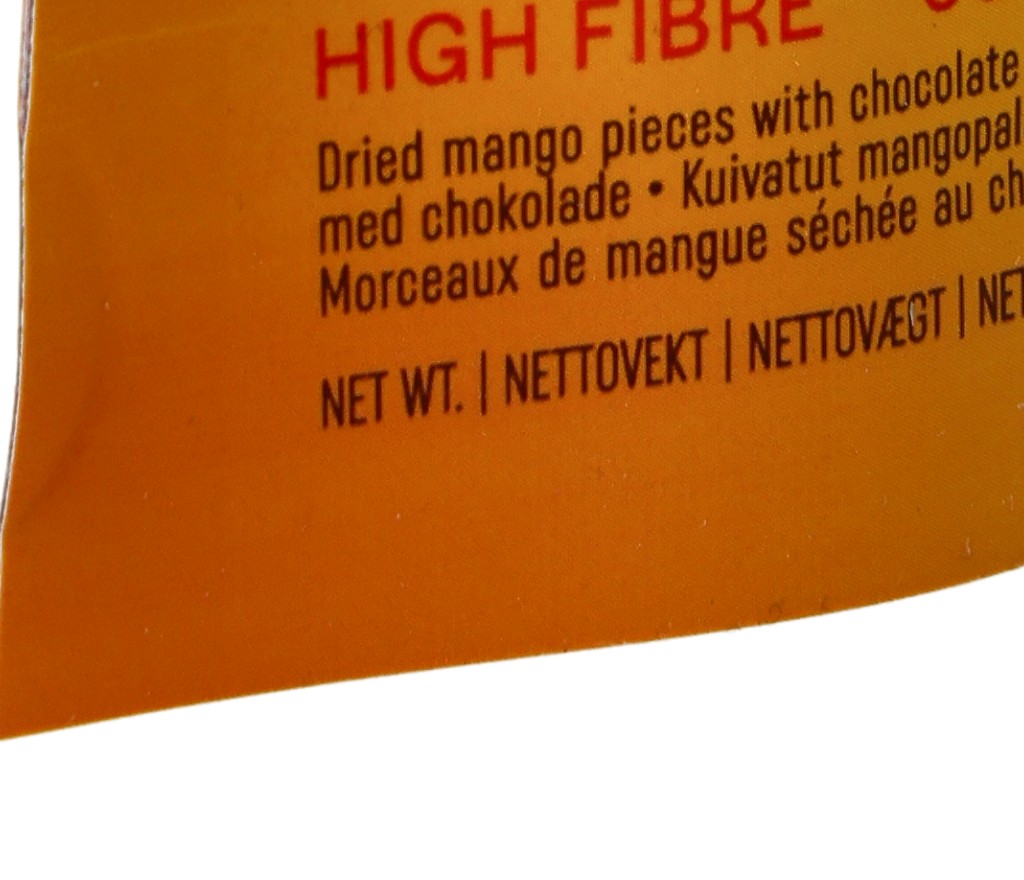 HIGH FIBRE
Dried mango pieces with chocolate
med chokolade • Kuivatut mangopal
Morceaux de mangue séchée au ch
NET WT. | NETTOVEKT | NETTOVÆGT | NET